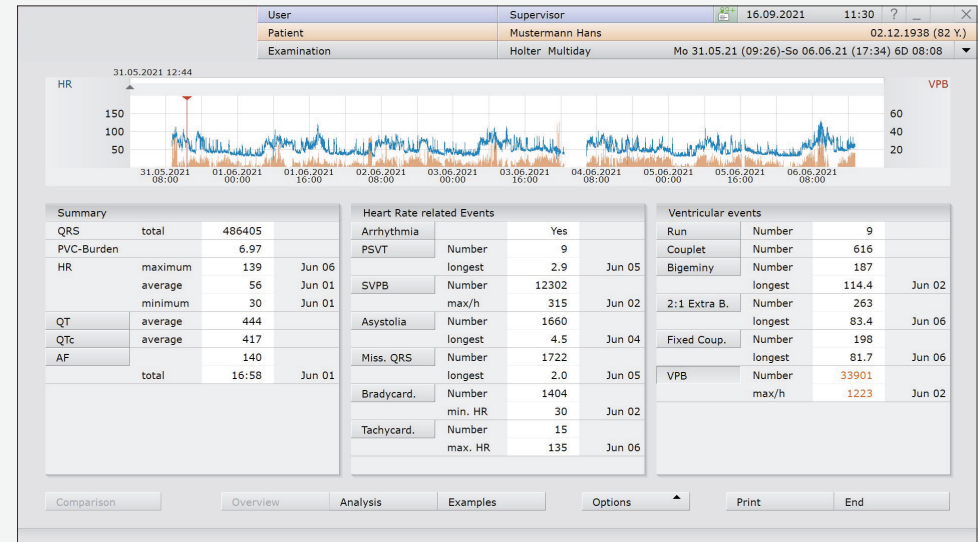 User Supervisor 16.09.2021 11:30 ? _ X
Patient Mustermann Hans 02.12.1938 (82 Y.)
Examination Holter Multiday Mo 31.05.21 (09:26)-So 06.06.21 (17:34) 6D 08:08
31.05.2021 12:44
HR VPB
150 60
100 40
50 20
31.05.2021 01.06.2021 01.06.2021 02.06.2021 03.06.2021 03.06.2021 04.06.2021 05.06.2021 05.06.2021 06.06.2021
08:00 00:00 16:00 08:00 00:00 16:00 08:00 00:00 16:00 08:00
Summary
QRS total 486405
PVC-Burden 6.97
HR maximum 139 Jun 06
average 56 Jun 01
minimum 30 Jun 01
QT average 444
QTc average 417
AF 140
total 16:58 Jun 01
Heart Rate related Events
Arrhythmia Yes
PSVT Number 9
longest 2.9 Jun 05
SVPB Number 12302
max/h 315 Jun 02
Asystolia Number 1660
longest 4.5 Jun 04
Miss. QRS Number 1722
longest 2.0 Jun 05
Bradycard. Number 1404
min. HR 30 Jun 02
Tachycard. Number 15
max. HR 135 Jun 06
Ventricular events
Run Number 9
Couplet Number 616
Bigeminy Number 187
longest 114.4 Jun 02
2:1 Extra B. Number 263
longest 83.4 Jun 06
Fixed Coup. Number 198
longest 81.7 Jun 06
VPB Number 33901
max/h 1223 Jun 02
Comparison Overview Analysis Examples Options Print End